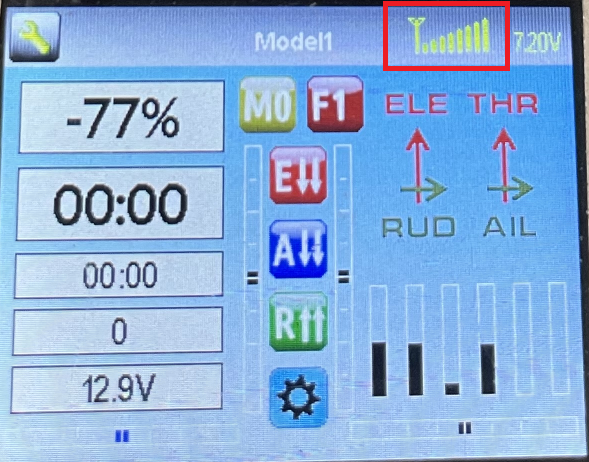 Model1 7.20V
-77%
M0 F1
ELE THR
00:00
E↓↓
RUD AIL
00:00
A↓↓
0
R↑↑
12.9V